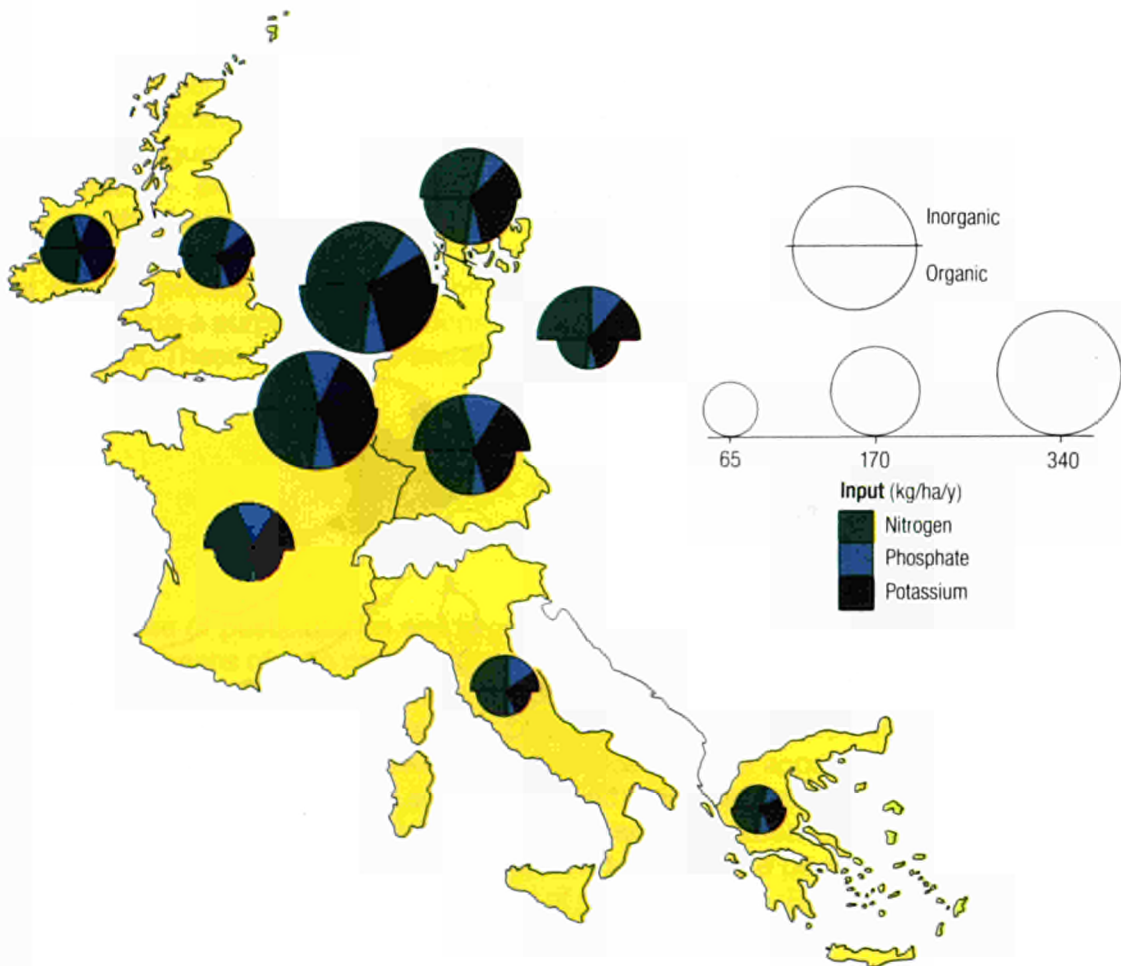 Inorganic
Organic
65
170
340
Input (kg/ha/y)
Nitrogen
Phosphate
Potassium